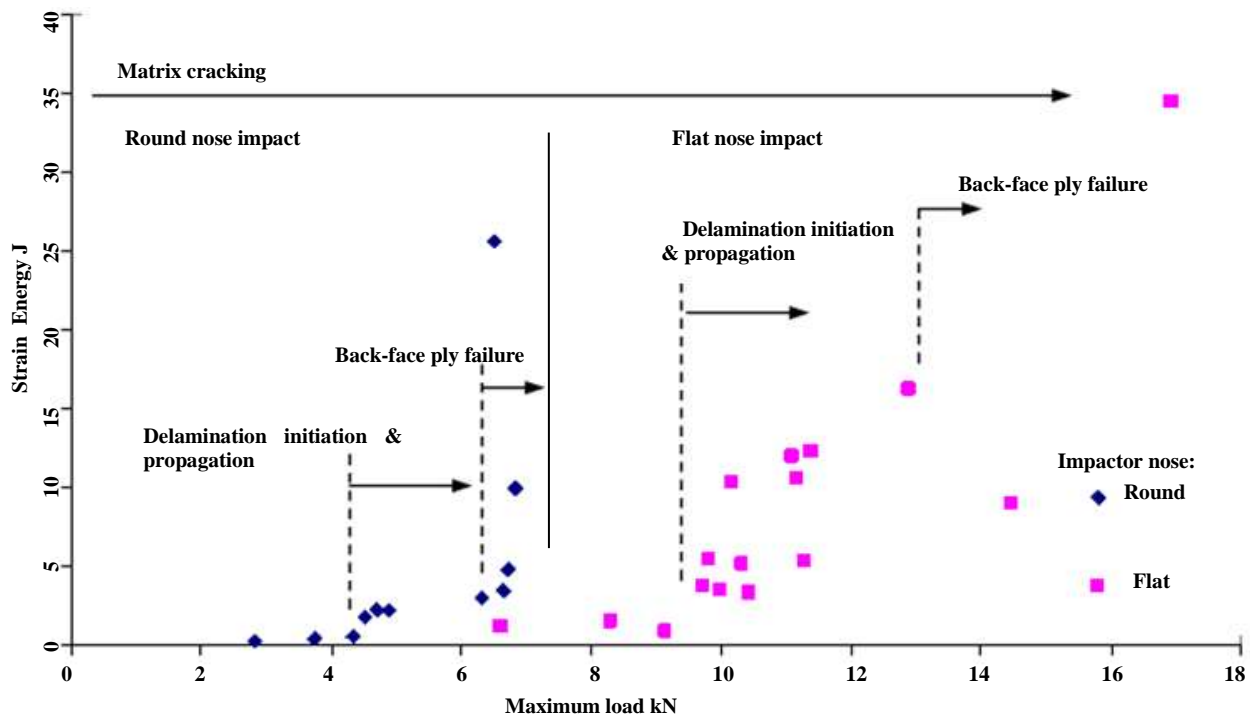 40
35
30
25
20
15
10
5
0
Strain Energy J
Matrix cracking
Round nose impact
Flat nose impact
Back-face ply failure
Delamination initiation
& propagation
Back-face ply failure
Delamination initiation &
propagation
Impactor nose:
Round
Flat
0 2 4 6 8 10 12 14 16 18
Maximum load kN